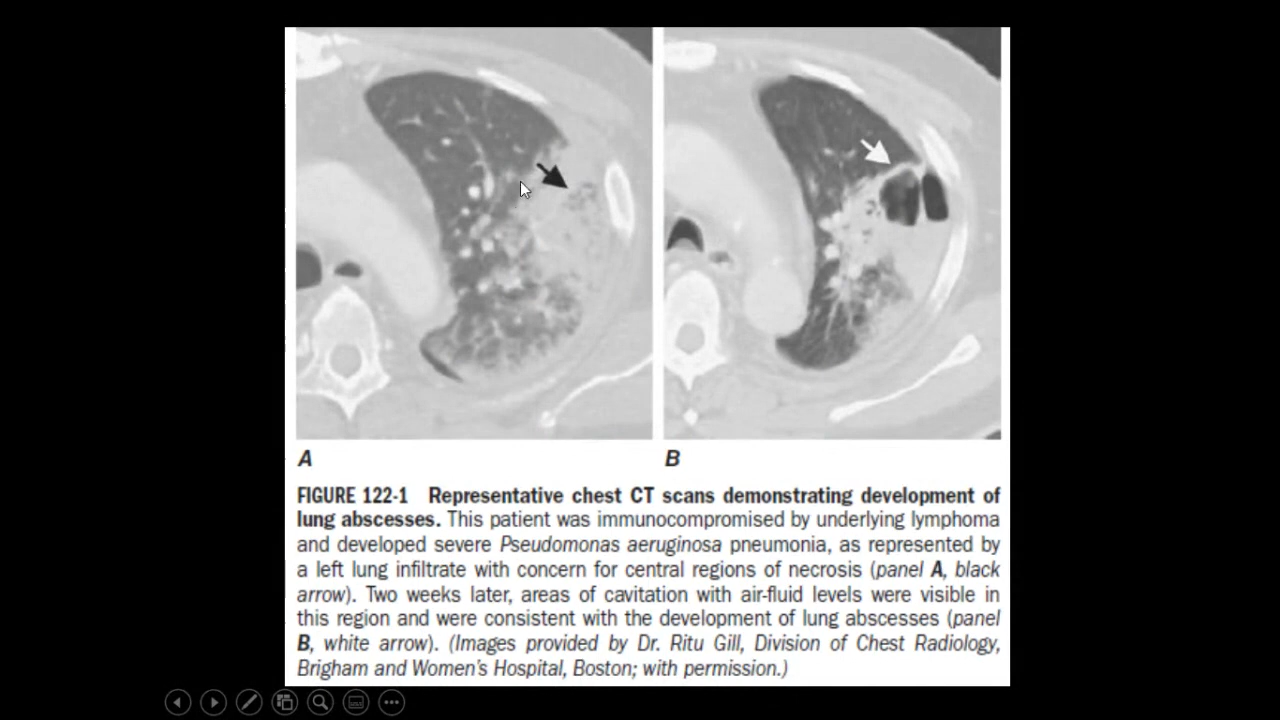 A
B
FIGURE 122-1 Representative chest CT scans demonstrating development of
lung abscesses. This patient was immunocompromised by underlying lymphoma
and developed severe Pseudomonas aeruginosa pneumonia, as represented by
a left lung infiltrate with concern for central regions of necrosis (panel A, black
arrow). Two weeks later, areas of cavitation with air-fluid levels were visible in
this region and were consistent with the development of lung abscesses (panel
B, white arrow). (Images provided by Dr. Ritu Gill, Division of Chest Radiology,
Brigham and Women's Hospital, Boston; with permission.)